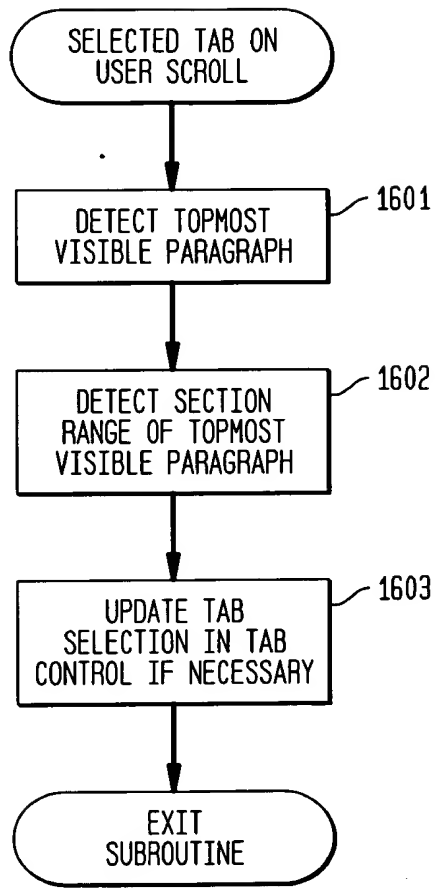 SELECTED TAB ON
USER SCROLL
1601
DETECT TOPMOST
VISIBLE PARAGRAPH
1602
DETECT SECTION
RANGE OF TOPMOST
VISIBLE PARAGRAPH
1603
UPDATE TAB
SELECTION IN TAB
CONTROL IF NECESSARY
EXIT
SUBROUTINE